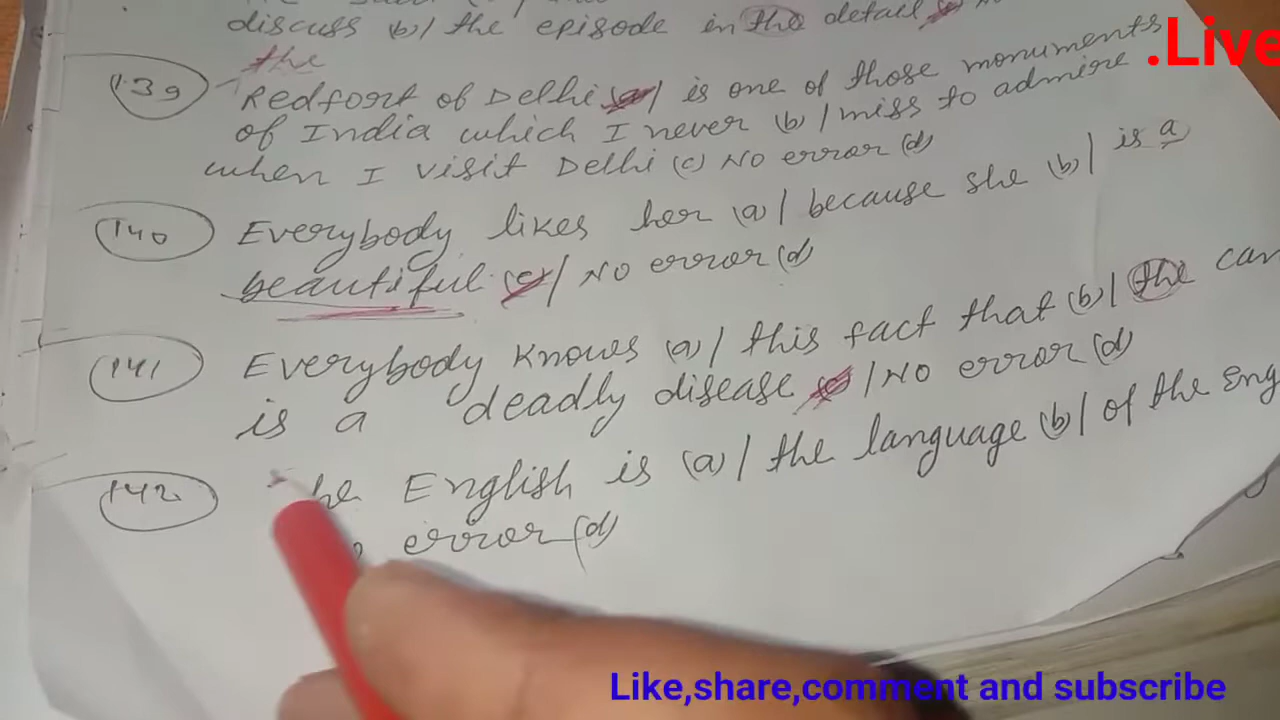 discuss (b) / the episode in the detail
.Live
the
139 Redfort of Delhi (a) / is one of those monuments
of India which I never (b) / miss to admire
when I visit Delhi (c) No error (d)
140 Everybody likes her (a) / because she (b) / is a
beautiful (c) / No error (d)
141 Everybody knows (a) / this fact that (b) / the can
is a deadly disease (c) / No error (d)
142 The English is (a) / the language (b) / of the Eng
error (d)
Like,share,comment and subscribe